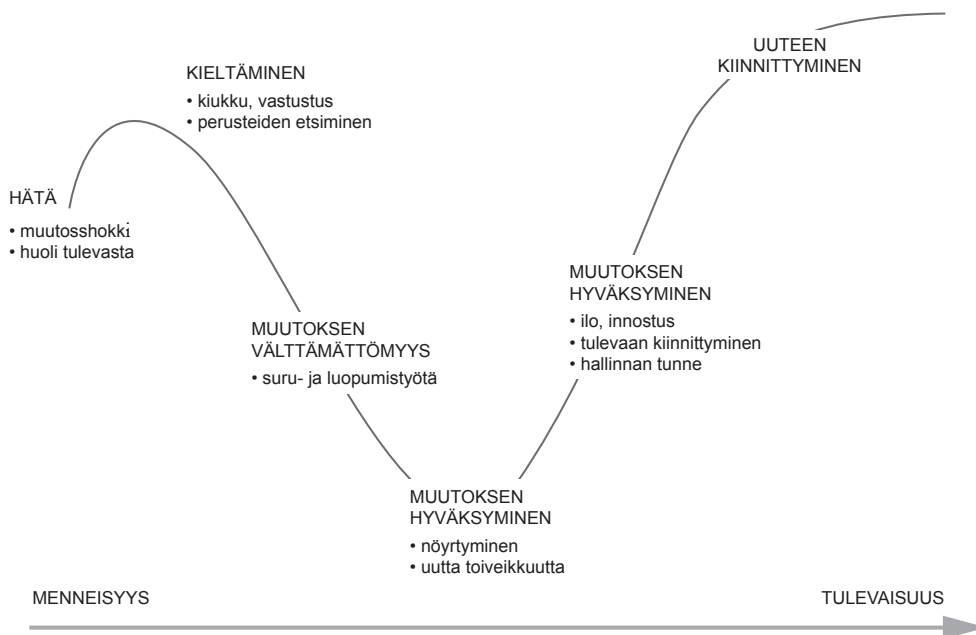 HÄTÄ
• muutosshokki
• huoli tulevasta
KIELTÄMINEN
• kiukku, vastustus
• perusteiden etsiminen
MUUTOKSEN
VÄLTTÄMÄTTÖMYYS
• suru- ja luopumistyötä
MUUTOKSEN
HYVÄKSYMINEN
• nöyrtyminen
• uutta toiveikkuutta
MUUTOKSEN
HYVÄKSYMINEN
• ilo, innostus
• tulevaan kiinnittyminen
• hallinnan tunne
UUTEEN
KIINNITTYMINEN
MENNEISYYS
TULEVAISUUS